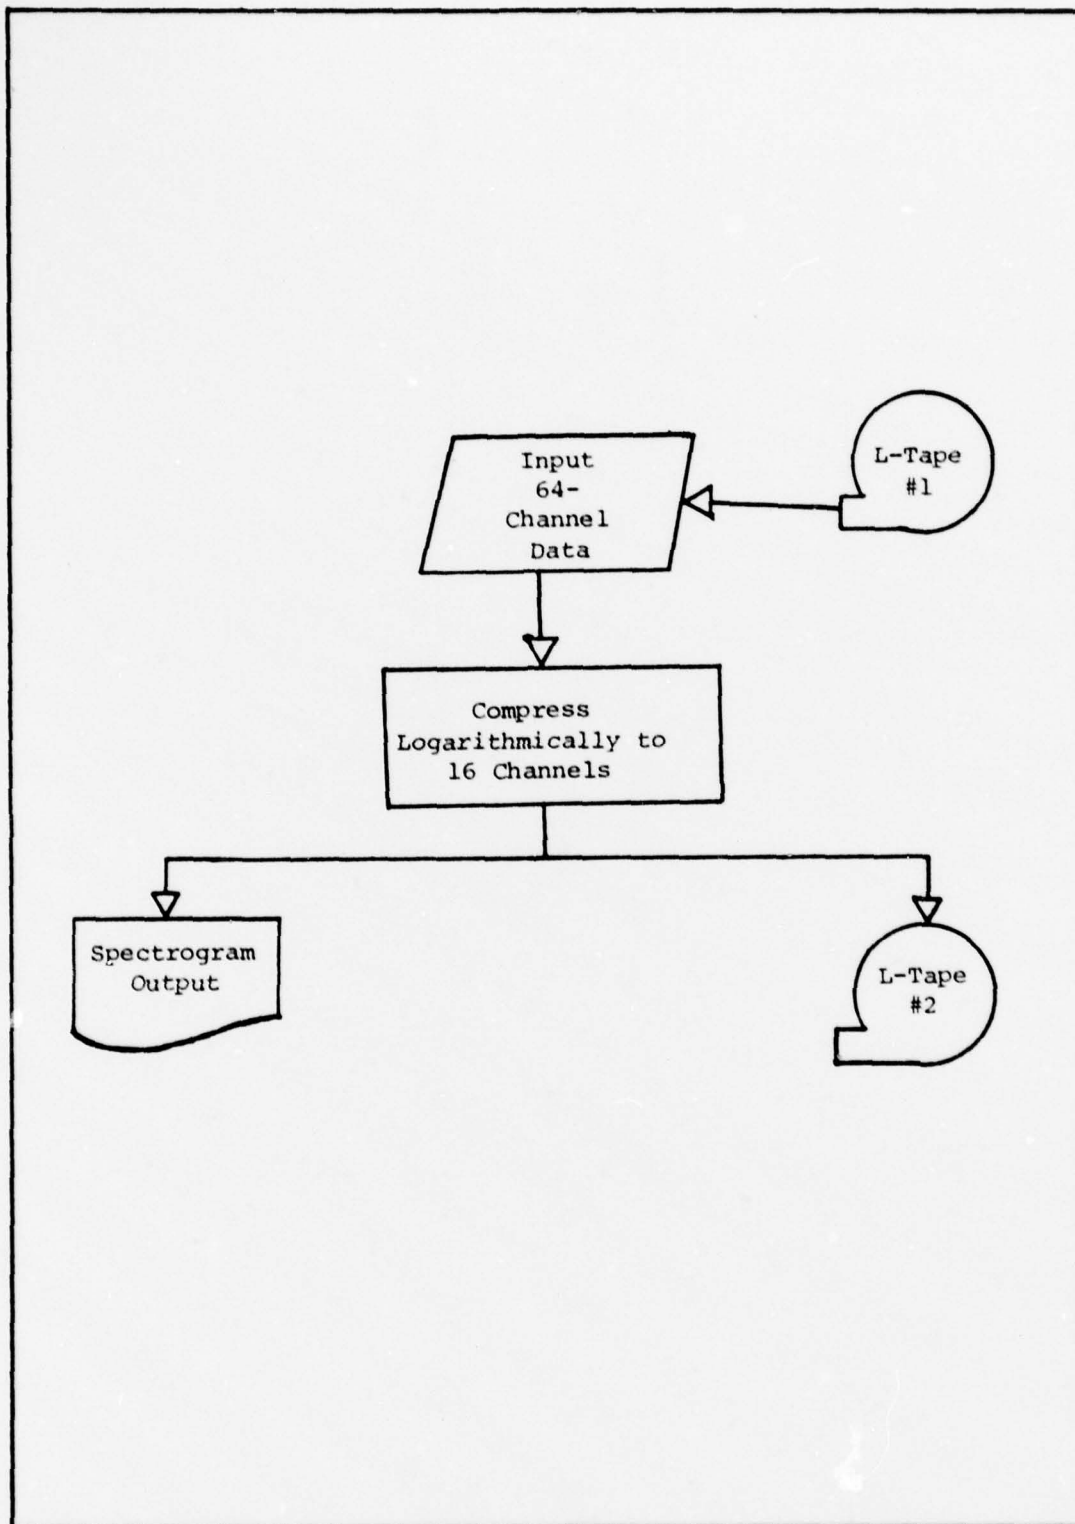 Input
64-
Channel
Data
L-Tape
#1
Compress
Logarithmically to
16 Channels
Spectrogram
Output
L-Tape
#2